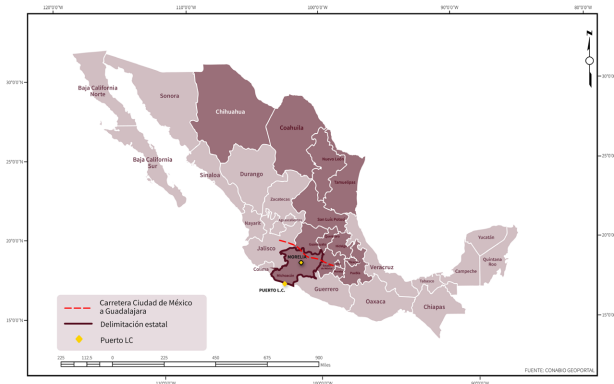 120°0'0"O
110°0'0"O
100°0'0"O
90°0'0"O
80°0'0"O
N
30°0'0"N
30°0'0"N
Baja California
Norte
Sonora
Chihuahua
Coahuila
25°0'0"N
25°0'0"N
Nuevo León
Baja California
Sur
Sinaloa
Durango
Tamaulipas
Zacatecas
San Luis Potosí
Aguascalientes
Nayarit
20°0'0"N
20°0'0"N
Jalisco
MORELIA
Colima
Michoacán
Puebla
Veracruz
Yucatán
Quintana
Roo
Campeche
Tabasco
PUERTO L.C.
Guerrero
Oaxaca
Chiapas
15°0'0"N
15°0'0"N
Carretera Ciudad de México
a Guadalajara
Delimitación estatal
Puerto LC
225
112.5
0
225
450
675
900
Miles
FUENTE: CONABIO GEOPORTAL